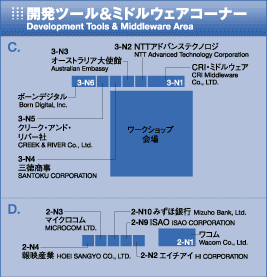 開発ツール&ミドルウェアコーナー
Development Tools & Middleware Area
C.
3-N2 NTTアドバンステクノロジ
NTT Advanced Technology Corporation
3-N3
オーストラリア大使館
Australian Embassy
CRI・ミドルウェア
CRI Middleware
Co., LTD.
3-N6
3-N1
ボーンデジタル
Born Digital, Inc.
3-N5
クリーク・アンド・
リバー社
CREEK & RIVER Co., Ltd.
ワークショップ
会場
3-N4
三徳商事
SANTOKU CORPORATION
D.
2-N3
マイクロコム
MICROCOM LTD.
2-N10 みずほ銀行 Mizuho Bank, Ltd.
2-N9 ISAO ISAO CORPORATION
ワコム
Wacom Co., Ltd.
2-N1
2-N4
報映産業 HOEI SANGYO CO., LTD.
2-N2 エイチアイ HI CORPORATION